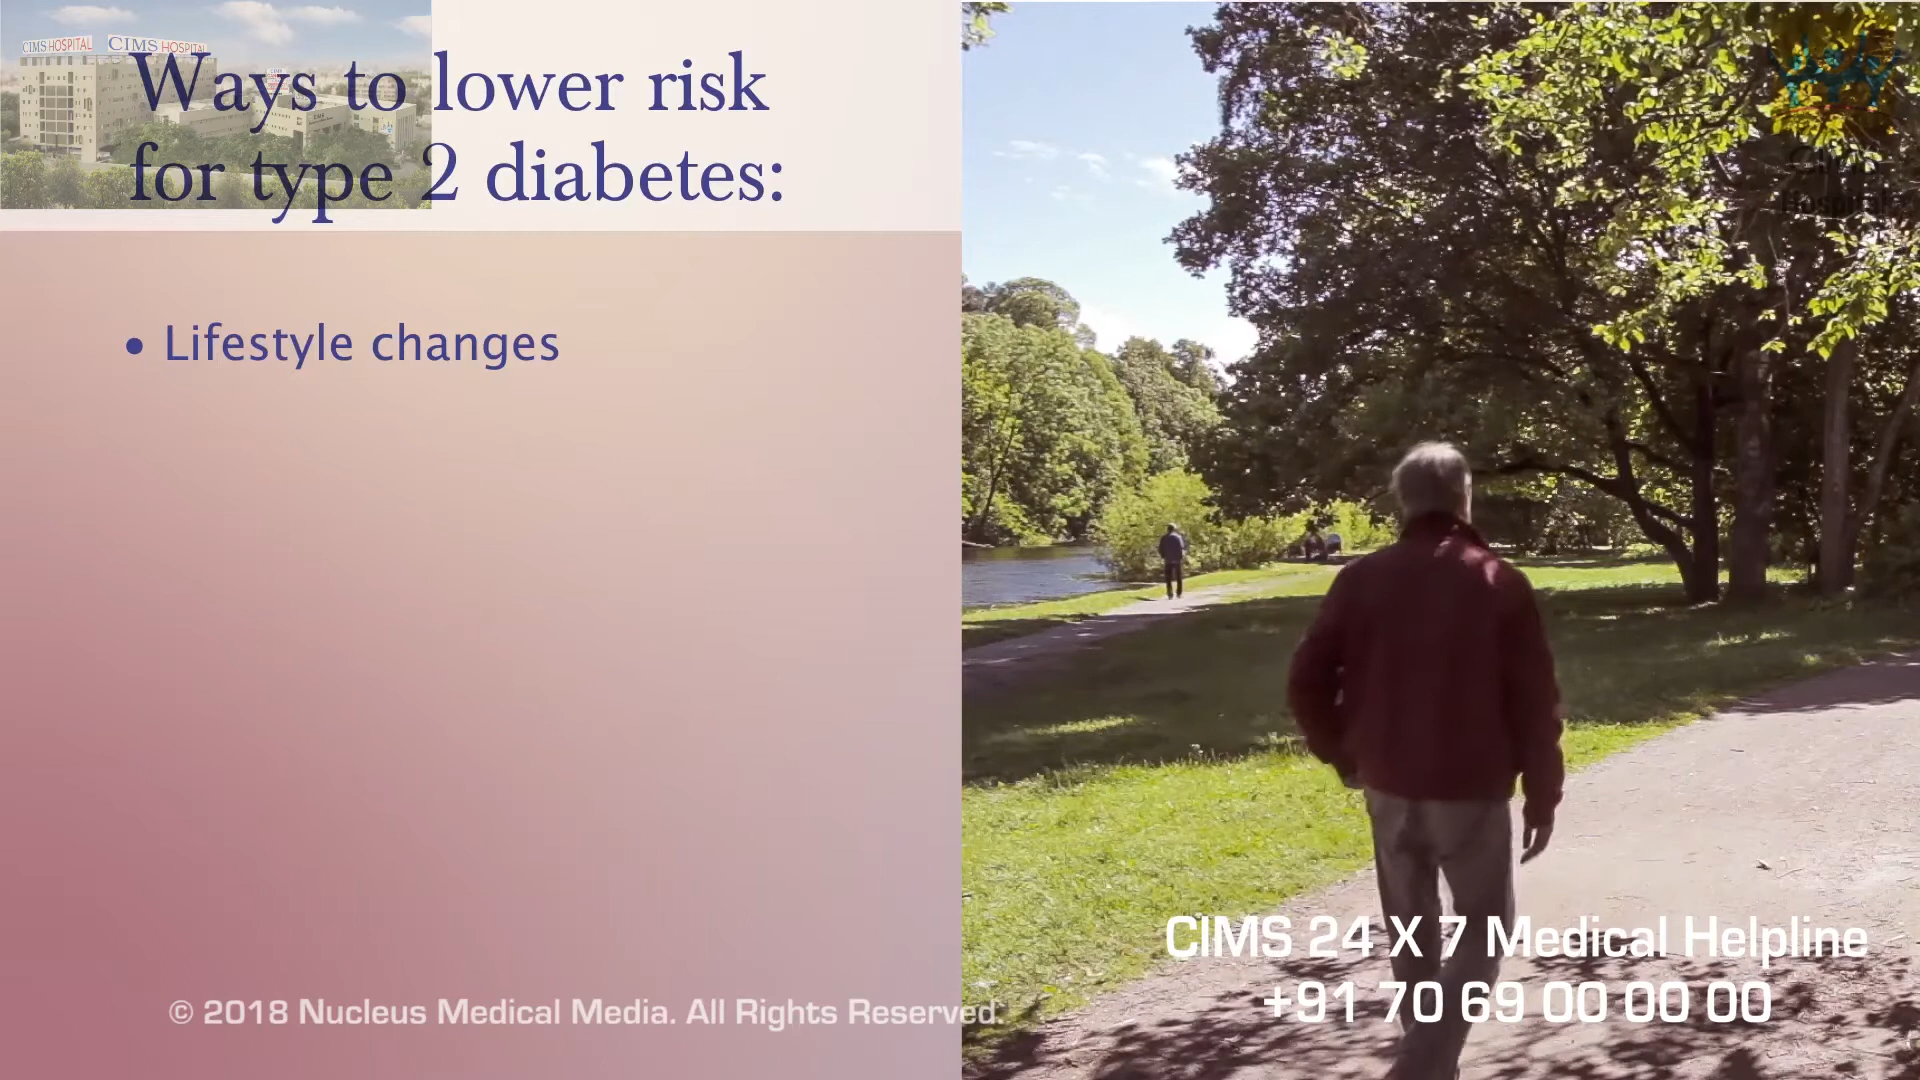 CIMS HOSPITAL CIMS HOSPITAL
Ways to lower risk
for type 2 diabetes:
• Lifestyle changes
Hospital
CIMS 24 X 7 Medical Helpline
+91 70 69 00 00 00
© 2018 Nucleus Medical Media. All Rights Reserved.